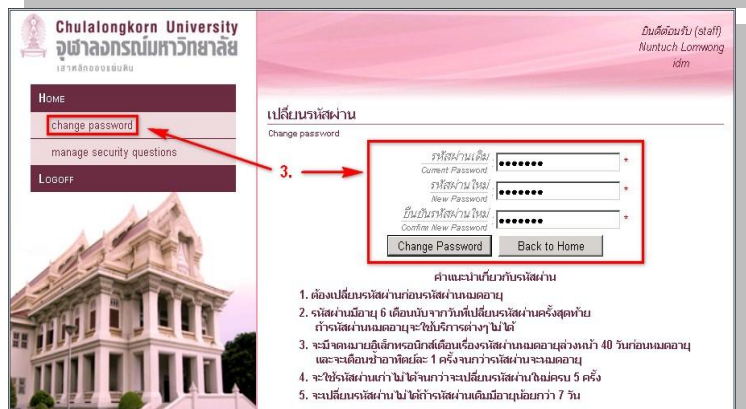 Chulalongkorn University
จุฬาลงกรณ์มหาวิทยาลัย
เสาหลักของแผ่นดิน
ยินดีต้อนรับ (staff)
Nuntuch Lomwong
idm
HOME
change password
manage security questions
LOGOFF
3.
เปลี่ยนรหัสผ่าน
Change password
รหัสผ่านเดิม
Current Password
*
รหัสผ่านใหม่
New Password
*
ยืนยันรหัสผ่านใหม่
Confirm New Password
*
Change Password
Back to Home
คำแนะนำเกี่ยวกับรหัสผ่าน
1. ต้องเปลี่ยนรหัสผ่านก่อนรหัสผ่านหมดอายุ
2. รหัสผ่านมีอายุ 6 เดือนนับจากวันที่เปลี่ยนรหัสผ่านครั้งสุดท้าย
ถ้ารหัสผ่านหมดอายุจะใช้บริการต่างๆ ไม่ได้
3. จะมีจดหมายอิเล็กทรอนิกส์เตือนเรื่องรหัสผ่านหมดอายุล่วงหน้า 40 วันก่อนหมดอายุ
และจะเตือนซ้ำอาทิตย์ละ 1 ครั้งจนกว่ารหัสผ่านจะหมดอายุ
4. จะใช้รหัสผ่านเก่าไม่ได้จนกว่าจะเปลี่ยนรหัสผ่านใหม่ครบ 5 ครั้ง
5. จะเปลี่ยนรหัสผ่านไม่ได้ถ้ารหัสผ่านเดิมมีอายุน้อยกว่า 7 วัน